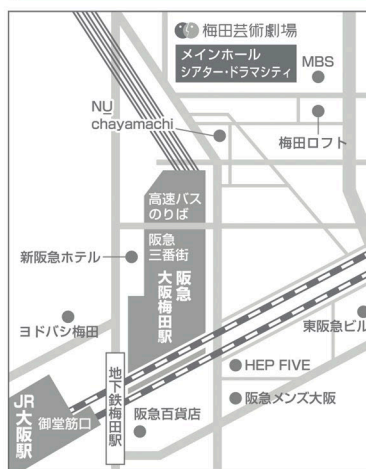 梅田芸術劇場
メインホール
シアター・ドラマシティ
MBS
NU
chayamachi
梅田ロフト
高速バス
のりば
阪急
三番街
新阪急ホテル
阪急
大阪梅田駅
ヨドバシ梅田
東阪急ビル
HEP FIVE
地下鉄梅田駅
JR
大阪駅
御堂筋口
阪急メンズ大阪
阪急百貨店